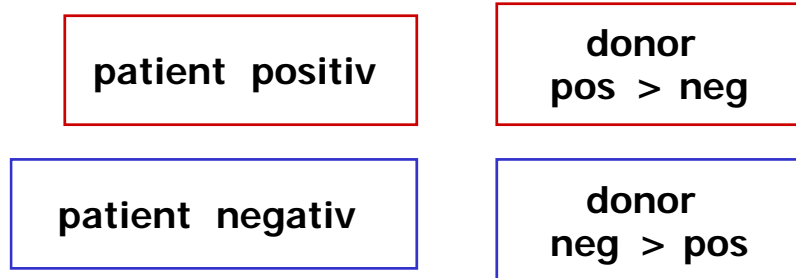 patient positiv
donor
pos > neg
patient negativ
donor
neg > pos